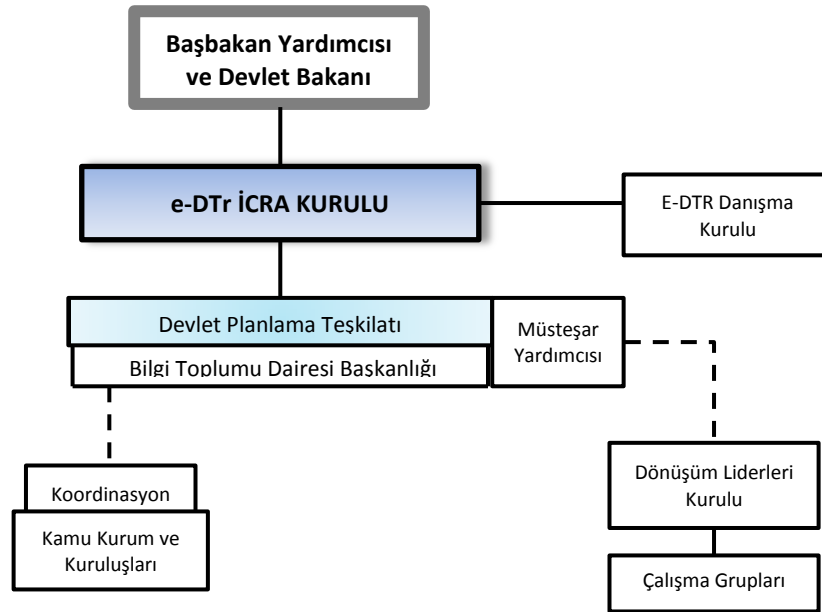 Başbakan Yardımcısı
ve Devlet Bakanı
e-DTr İCRA KURULU
E-DTR Danışma
Kurulu
Devlet Planlama Teşkilatı
Bilgi Toplumu Dairesi Başkanlığı
Müsteşar
Yardımcısı
Koordinasyon
Kamu Kurum ve
Kuruluşları
Dönüşüm Liderleri
Kurulu
Çalışma Grupları